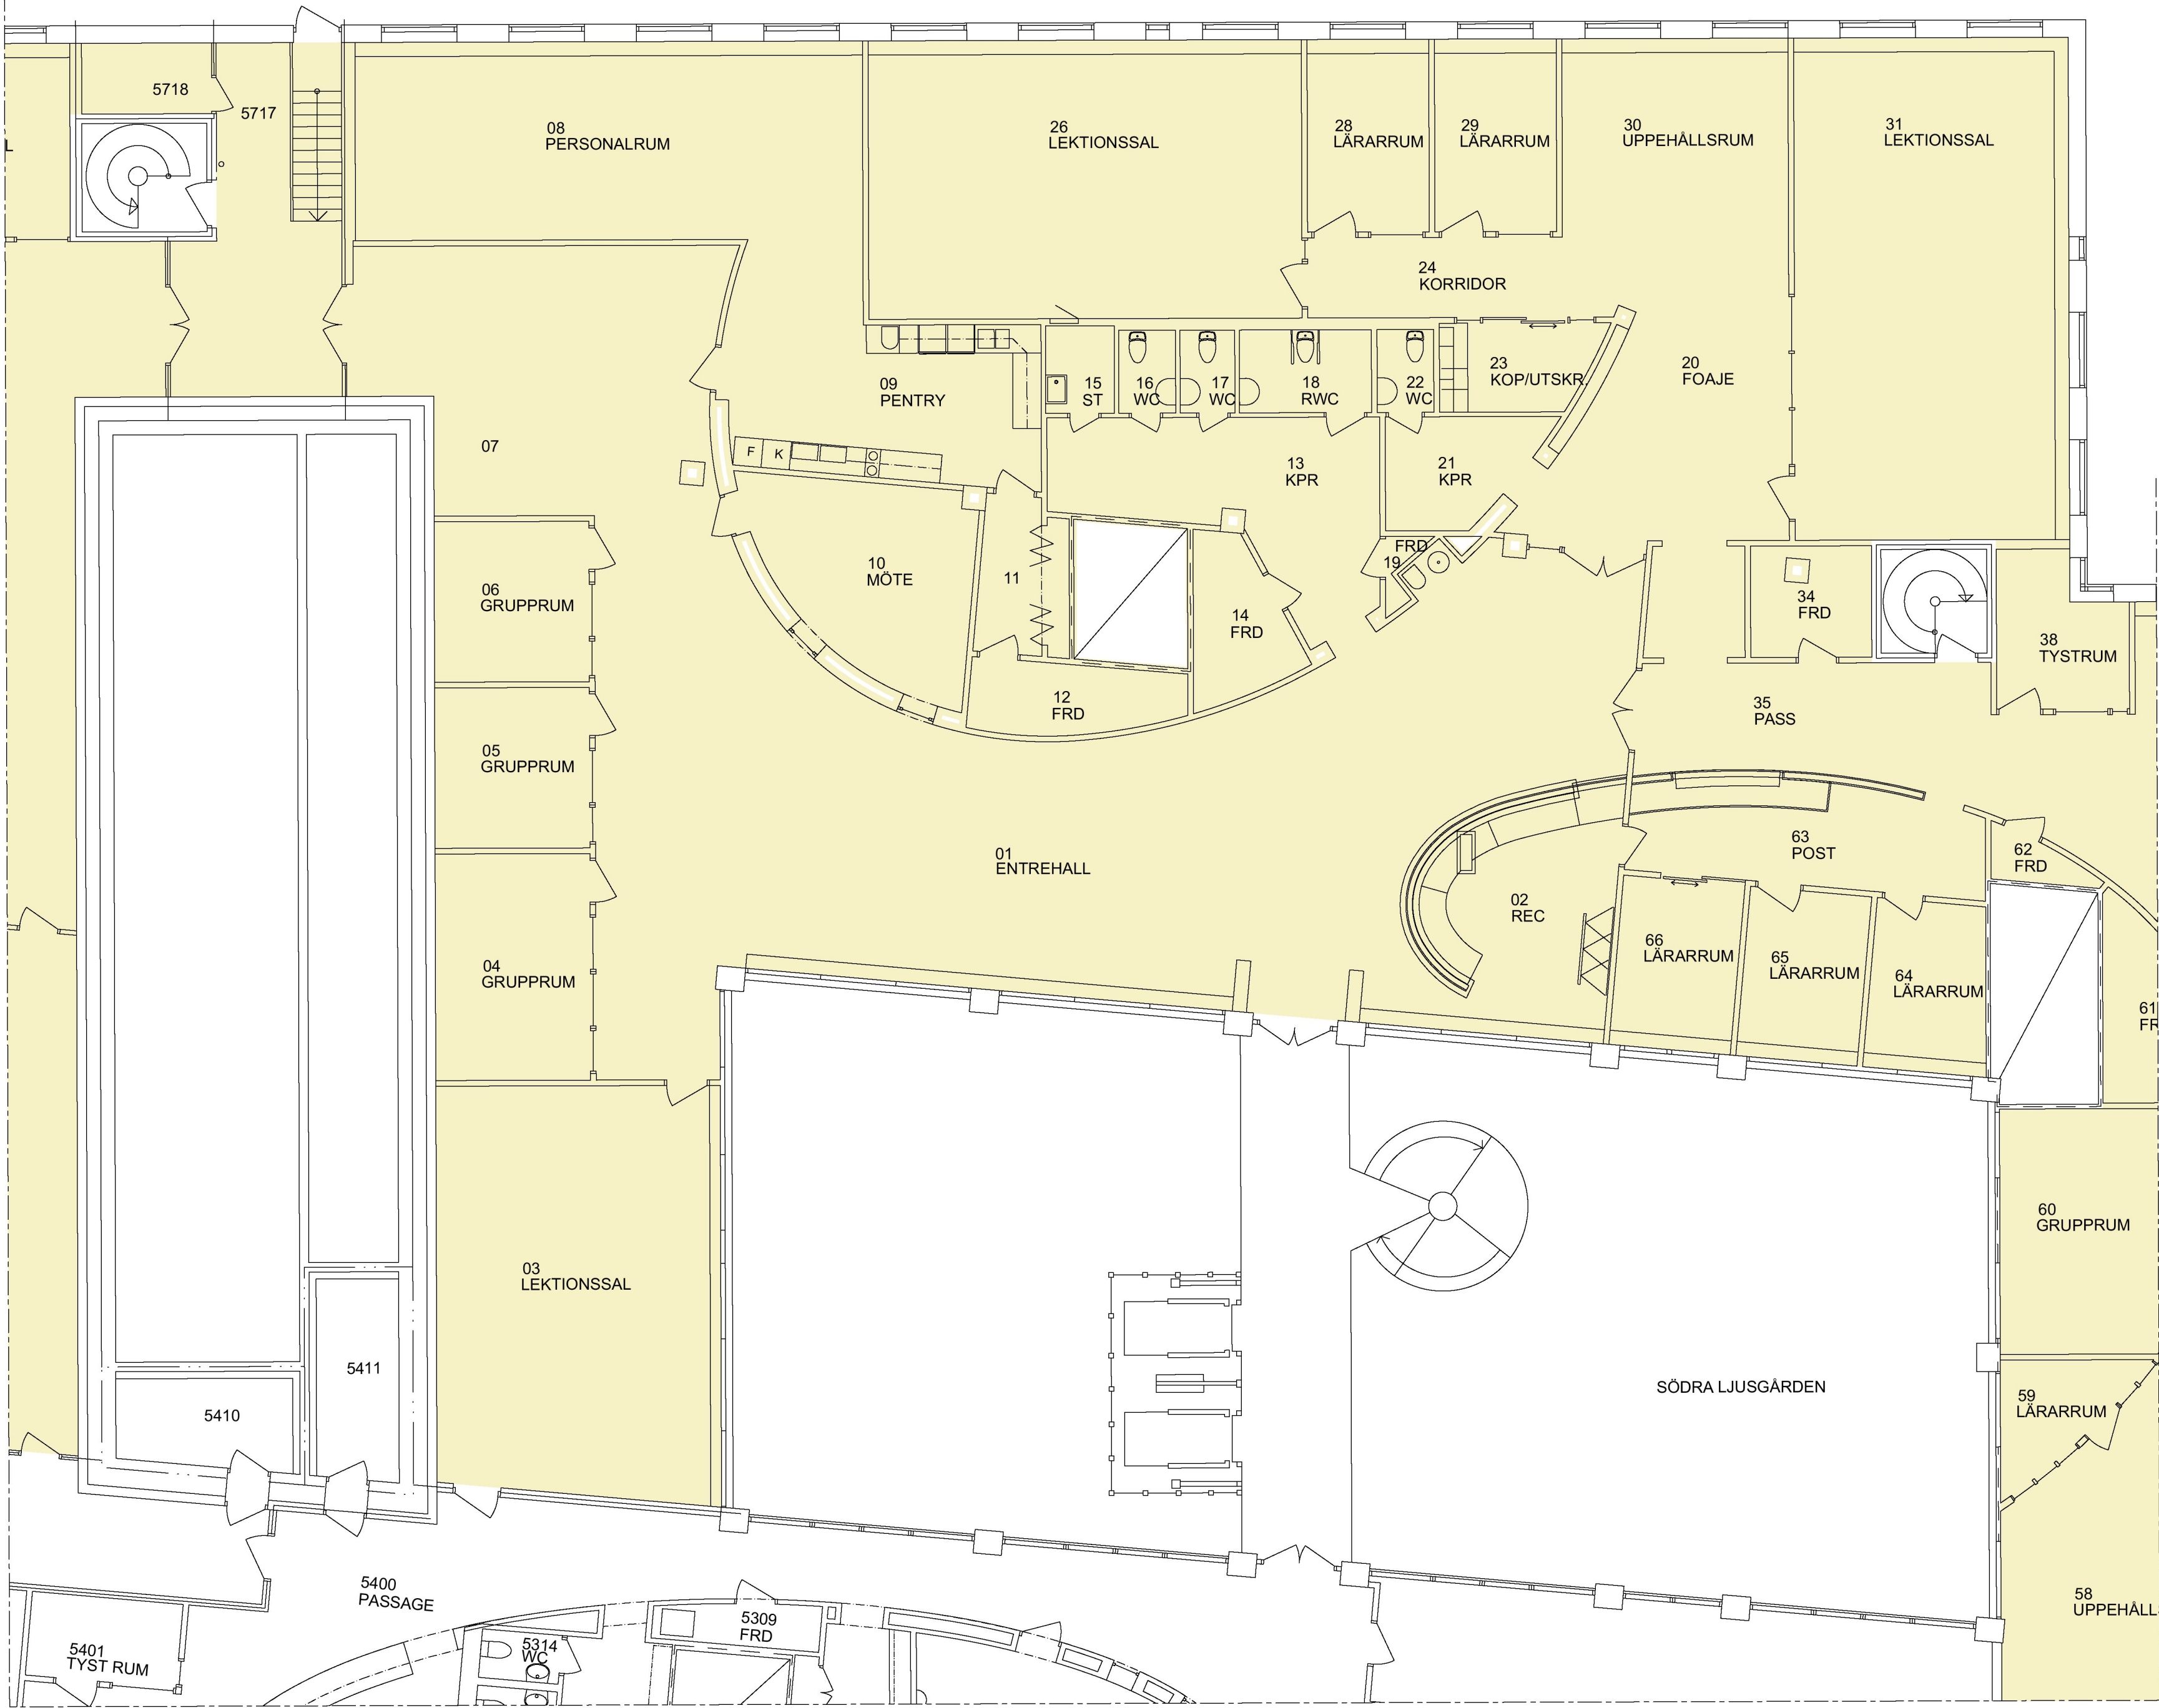 5718
5717
L
08
PERSONALRUM
26
LEKTIONSSAL
28
LÄRARRUM
29
LÄRARRUM
30
UPPEHÅLLSRUM
31
LEKTIONSSAL
24
KORRIDOR
07
09
PENTRY
F K
15
ST
16
WC
17
WC
18
RWC
22
WC
23
KOP/UTSKR.
20
FOAJE
13
KPR
21
KPR
06
GRUPPRUM
10
MÖTE
11
14
FRD
FRD
19
34
FRD
38
TYSTRUM
12
FRD
35
PASS
05
GRUPPRUM
01
ENTREHALL
63
POST
62
FRD
02
REC
04
GRUPPRUM
66
LÄRARRUM
65
LÄRARRUM
64
LÄRARRUM
61
FR
03
LEKTIONSSAL
60
GRUPPRUM
5411
5410
SÖDRA LJUSGÅRDEN
59
LÄRARRUM
58
UPPEHÅLL
5400
PASSAGE
5401
TYST RUM
5314
WC
5309
FRD